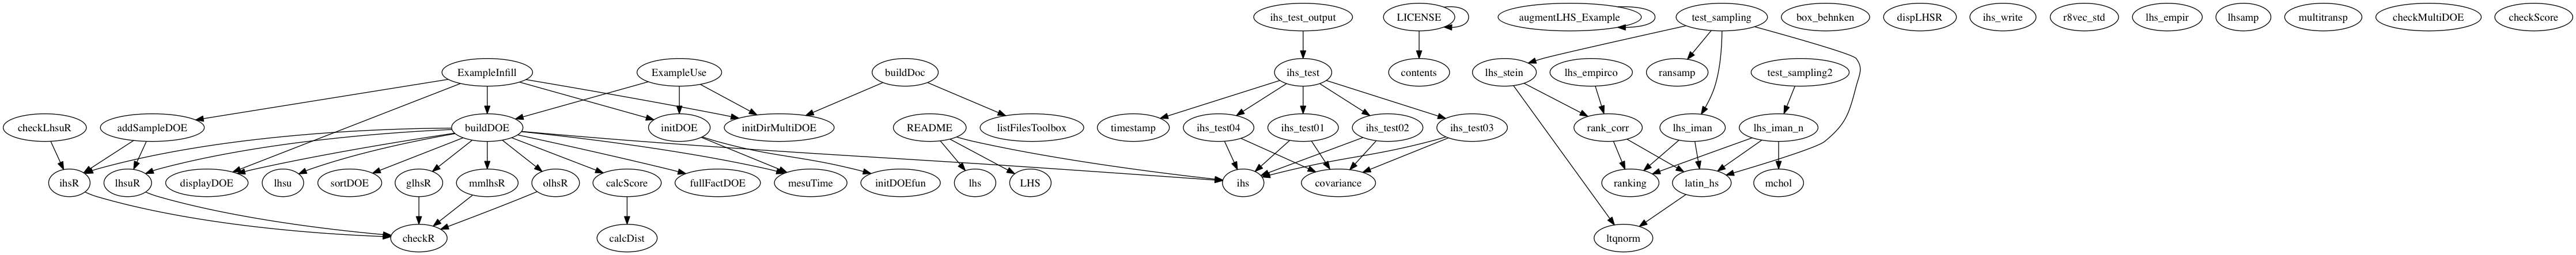 ihs_test_output
LICENSE
augmentLHS_Example
test_sampling
box_behnken
dispLHSR
ihs_write
r8vec_std
lhs_empir
lhsamp
multitransp
checkMultiDOE
checkScore
ExampleInfill
ExampleUse
buildDoc
ihs_test
contents
lhs_stein
lhs_empirco
ransamp
test_sampling2
checkLhsuR
addSampleDOE
buildDOE
initDOE
initDirMultiDOE
README
listFilesToolbox
timestamp
ihs_test04
ihs_test01
ihs_test02
ihs_test03
rank_corr
lhs_iman
lhs_iman_n
ihsR
lhsuR
displayDOE
lhsu
sortDOE
glhsR
mmlhsR
olhsR
calcScore
fullFactDOE
mesuTime
initDOEfun
lhs
LHS
ihs
covariance
ranking
latin_hs
mchol
checkR
calcDist
ltqnorm